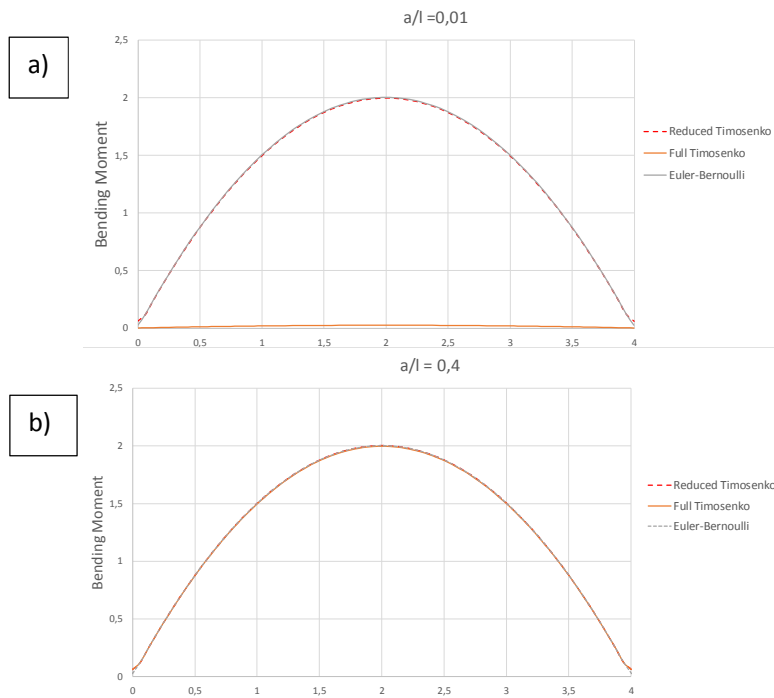 a/l =0,01
a)
2,5
2
1,5
1
0,5
0
Bending Moment
0 0,5 1 1,5 2 2,5 3 3,5 4
Reduced Timosenko
Full Timosenko
Euler-Bernoulli
a/l = 0,4
b)
2,5
2
1,5
1
0,5
0
Bending Moment
0 0,5 1 1,5 2 2,5 3 3,5 4
Reduced Timosenko
Full Timosenko
Euler-Bernoulli